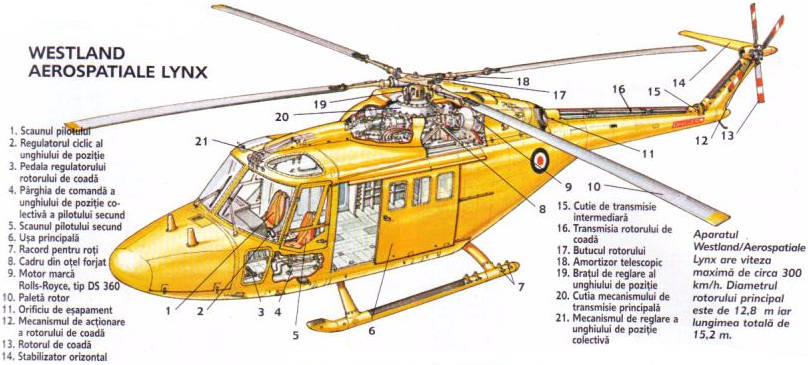 WESTLAND
AEROSPATIALE LYNX
1. Scaunul pilotului
2. Regulatorul ciclic al
unghiului de poziție
3. Pedala regulatorului
rotorului de coadă
4. Pârghia de comandă a
unghiului de poziție co-
lectivă a pilotului secund
5. Scaunul pilotului secund
6. Ușa principală
7. Racord pentru roți
8. Cadru din oțel forjat
9. Motor marcă
Rolls-Royce, tip DS 360
10. Paletă rotor
11. Orificiu de eșapament
12. Mecanismul de acționare
a rotorului de coadă
13. Rotorul de coadă
14. Stabilizator orizontal
15. Cutie de transmisie
intermediară
16. Transmisia rotorului de
coadă
17. Butucul rotorului
18. Amortizor telescopic
19. Brațul de reglare al
unghiului de poziție
20. Cutia mecanismului de
transmisie principală
21. Mecanismul de reglare a
unghiului de poziție
colectivă
Aparatul
Westland/Aerospatiale
Lynx are viteza
maximă de circa 300
km/h. Diametrul
rotorului principal
este de 12,8 m iar
lungimea totală de
15,2 m.
18
17
19
20
21
16
15
14
13
12
11
10
9
8
7
6
5
4
3
2
1